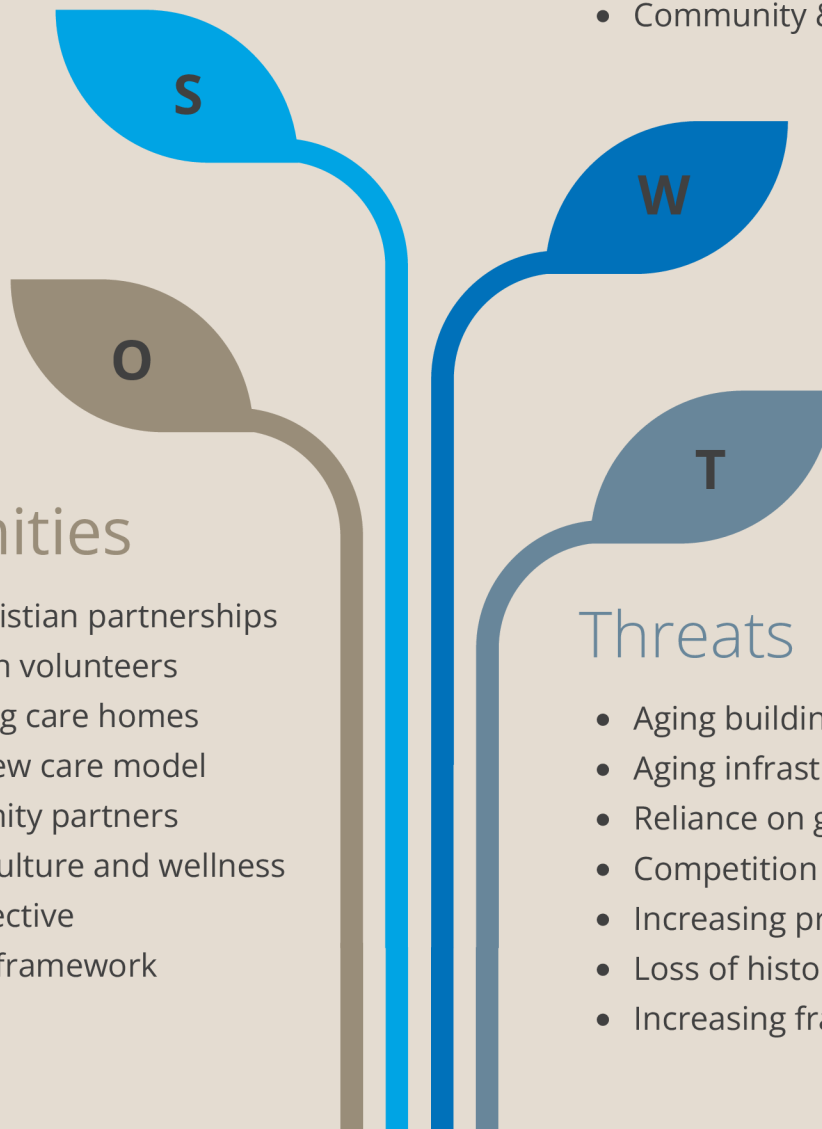 • Community &
S
W
O
T
nities
istian partnerships
n volunteers
g care homes
ew care model
nity partners
ulture and wellness
ective
framework
Threats
• Aging buildin
• Aging infrast
• Reliance on g
• Competition
• Increasing pr
• Loss of histo
• Increasing fra